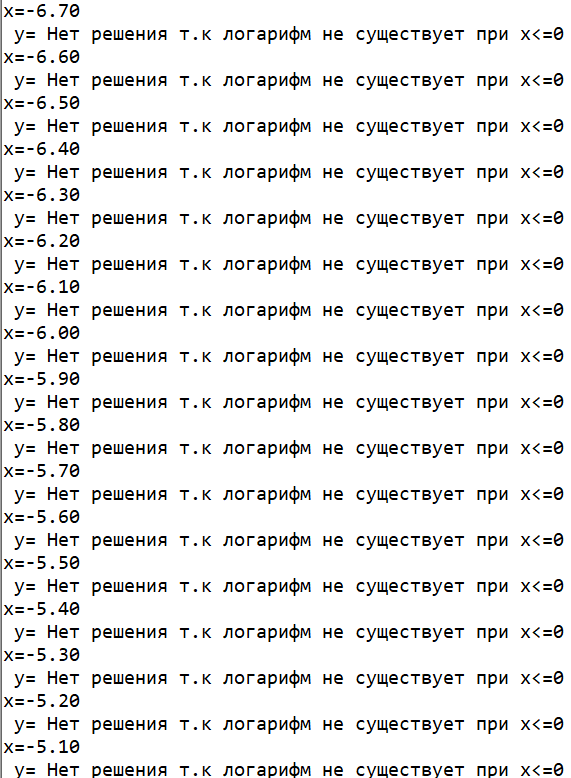 x=-6.70
y= Нет решения т.к логарифм не существует при x<=0
x=-6.60
y= Нет решения т.к логарифм не существует при x<=0
x=-6.50
y= Нет решения т.к логарифм не существует при x<=0
x=-6.40
y= Нет решения т.к логарифм не существует при x<=0
x=-6.30
y= Нет решения т.к логарифм не существует при x<=0
x=-6.20
y= Нет решения т.к логарифм не существует при x<=0
x=-6.10
y= Нет решения т.к логарифм не существует при x<=0
x=-6.00
y= Нет решения т.к логарифм не существует при x<=0
x=-5.90
y= Нет решения т.к логарифм не существует при x<=0
x=-5.80
y= Нет решения т.к логарифм не существует при x<=0
x=-5.70
y= Нет решения т.к логарифм не существует при x<=0
x=-5.60
y= Нет решения т.к логарифм не существует при x<=0
x=-5.50
y= Нет решения т.к логарифм не существует при x<=0
x=-5.40
y= Нет решения т.к логарифм не существует при x<=0
x=-5.30
y= Нет решения т.к логарифм не существует при x<=0
x=-5.20
y= Нет решения т.к логарифм не существует при x<=0
x=-5.10
y= Нет решения т.к логарифм не существует при x<=0